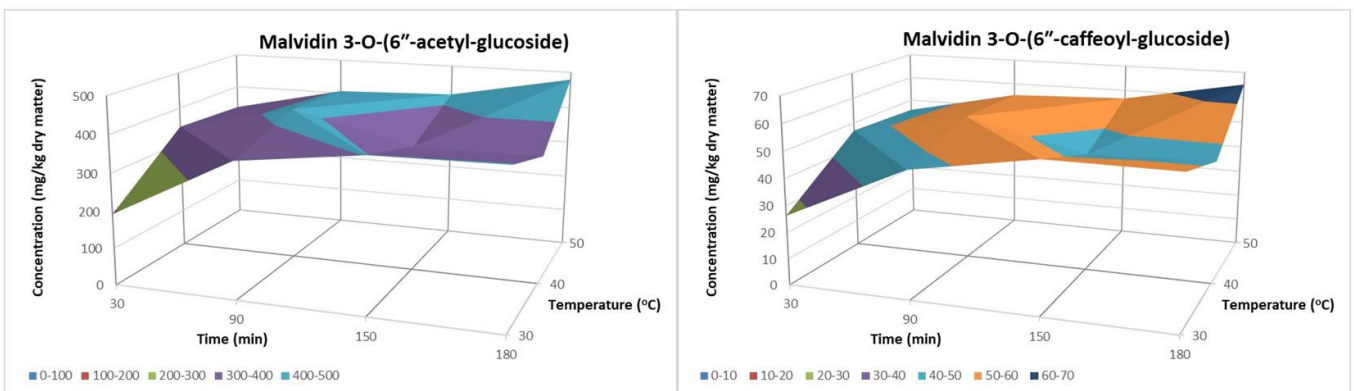 Malvidin 3-O-(6″-acetyl-glucoside)
Concentration (mg/kg dry matter)
500
400
300
200
100
0
30
90
150
180
Time (min)
30
40
50
Temperature (ºC)
0-100 100-200 200-300 300-400 400-500
Malvidin 3-O-(6″-caffeoyl-glucoside)
Concentration (mg/kg dry matter)
70
60
50
40
30
20
10
0
30
90
150
180
Time (min)
30
40
50
Temperature (ºC)
0-10 10-20 20-30 30-40 40-50 50-60 60-70